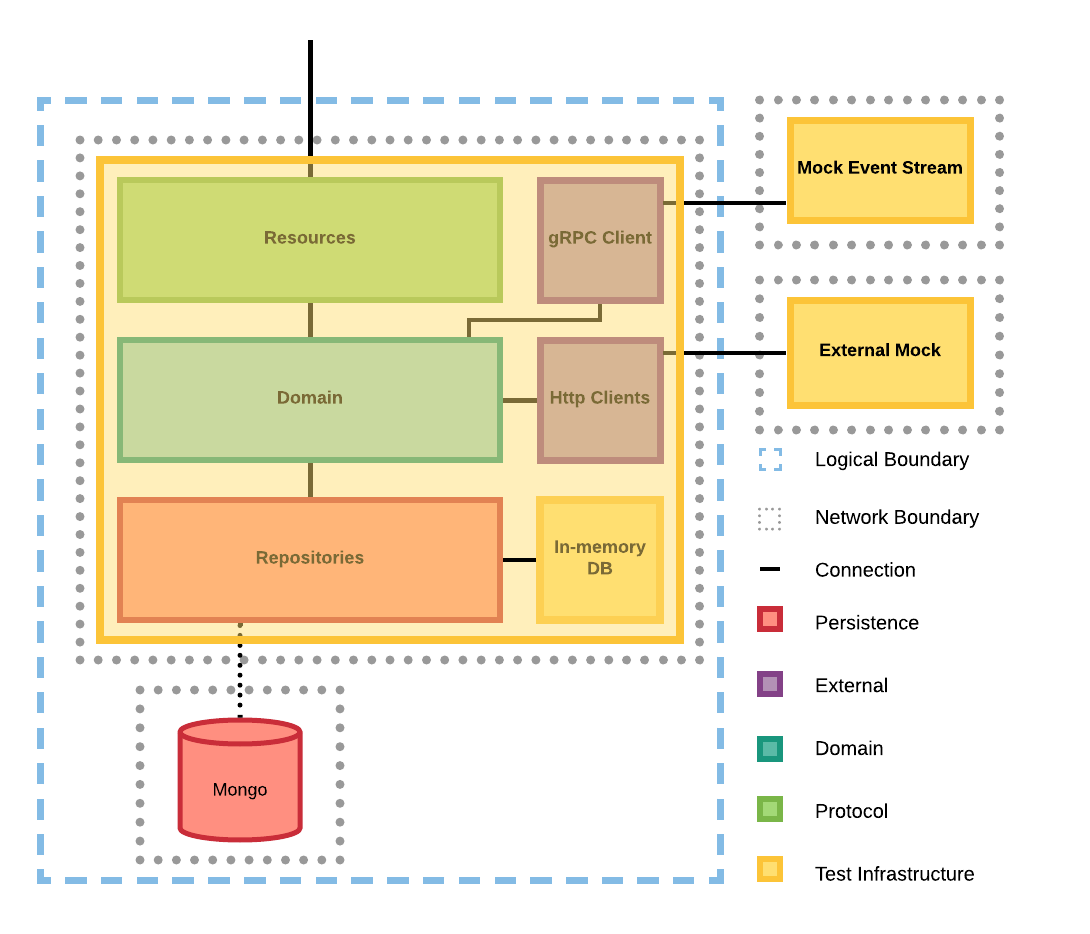 Mock Event Stream
Resources
gRPC Client
External Mock
Domain
Http Clients
Repositories
In-memory
DB
Mongo
Logical Boundary
Network Boundary
Connection
Persistence
External
Domain
Protocol
Test Infrastructure